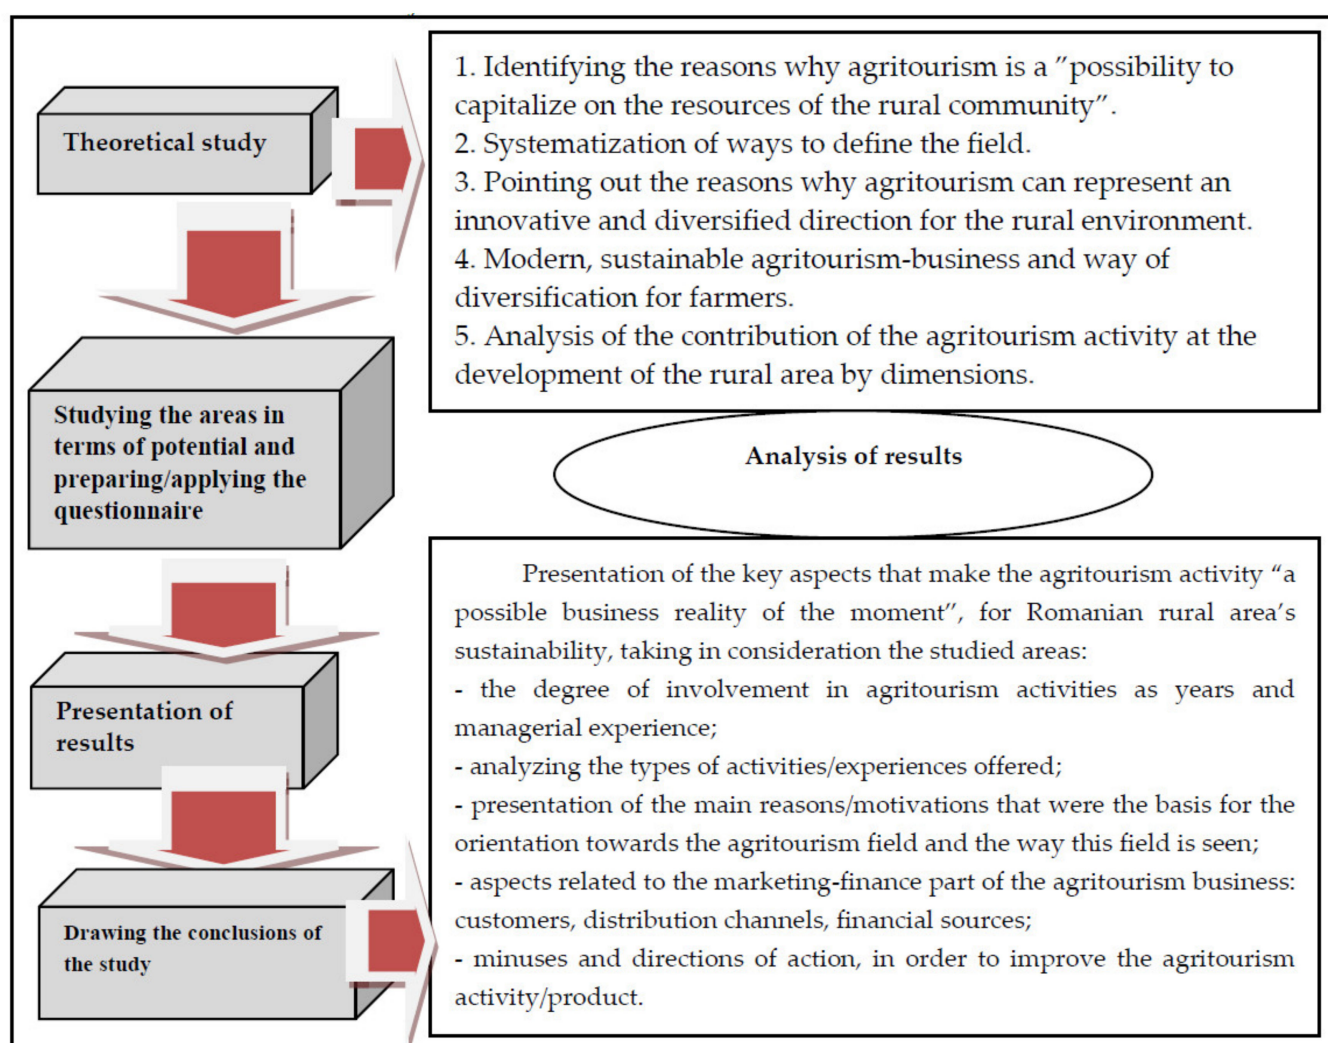 Theoretical study
1. Identifying the reasons why agritourism is a ”possibility to
capitalize on the resources of the rural community”.
2. Systematization of ways to define the field.
3. Pointing out the reasons why agritourism can represent an
innovative and diversified direction for the rural environment.
4. Modern, sustainable agritourism-business and way of
diversification for farmers.
5. Analysis of the contribution of the agritourism activity at the
development of the rural area by dimensions.
Studying the areas in
terms of potential and
preparing/applying the
questionnaire
Analysis of results
Presentation of
results
Drawing the conclusions of
the study
Presentation of the key aspects that make the agritourism activity “a
possible business reality of the moment”, for Romanian rural area’s
sustainability, taking in consideration the studied areas:
- the degree of involvement in agritourism activities as years and
managerial experience;
- analyzing the types of activities/experiences offered;
- presentation of the main reasons/motivations that were the basis for the
orientation towards the agritourism field and the way this field is seen;
- aspects related to the marketing-finance part of the agritourism business:
customers, distribution channels, financial sources;
- minuses and directions of action, in order to improve the agritourism
activity/product.